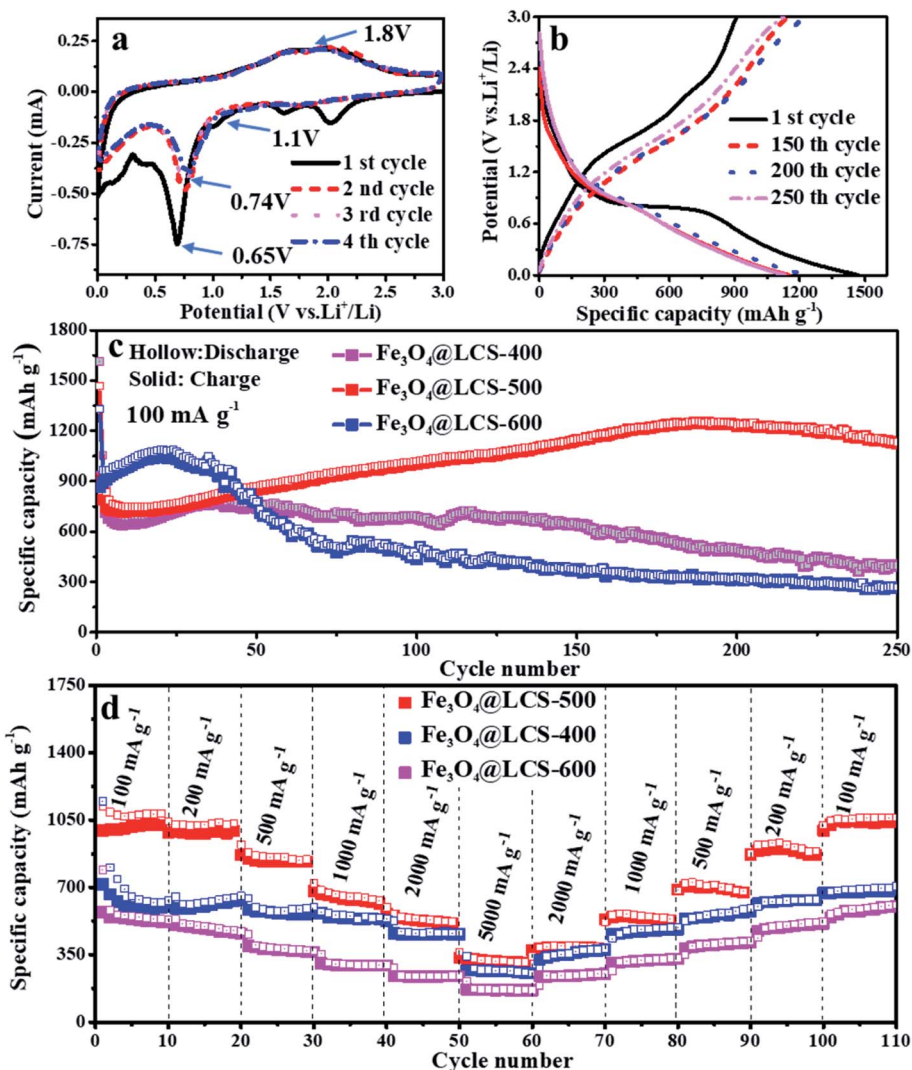 a
1.8V
1.1V
0.74V
0.65V
1 st cycle
2 nd cycle
3 rd cycle
4 th cycle
0.25
0.00
-0.25
-0.50
-0.75
Current (mA)
0.0 0.5 1.0 1.5 2.0 2.5 3.0
Potential (V vs.Li⁺/Li)
b
1 st cycle
150 th cycle
200 th cycle
250 th cycle
3.0
2.4
1.8
1.2
0.6
0.0
Potential (V vs.Li⁺/Li)
0 300 600 900 1200 1500
Specific capacity (mAh g⁻¹)
c
Hollow:Discharge
Solid: Charge
100 mA g⁻¹
Fe₃O₄@LCS-400
Fe₃O₄@LCS-500
Fe₃O₄@LCS-600
1800
1500
1200
900
600
300
0
Specific capacity (mAh g⁻¹)
0 50 100 150 200 250
Cycle number
d
Fe₃O₄@LCS-500
Fe₃O₄@LCS-400
Fe₃O₄@LCS-600
100 mA g⁻¹
200 mA g⁻¹
500 mA g⁻¹
1000 mA g⁻¹
2000 mA g⁻¹
5000 mA g⁻¹
2000 mA g⁻¹
1000 mA g⁻¹
500 mA g⁻¹
200 mA g⁻¹
100 mA g⁻¹
1750
1400
1050
700
350
0
Specific capacity (mAh g⁻¹)
0 10 20 30 40 50 60 70 80 90 100 110
Cycle number